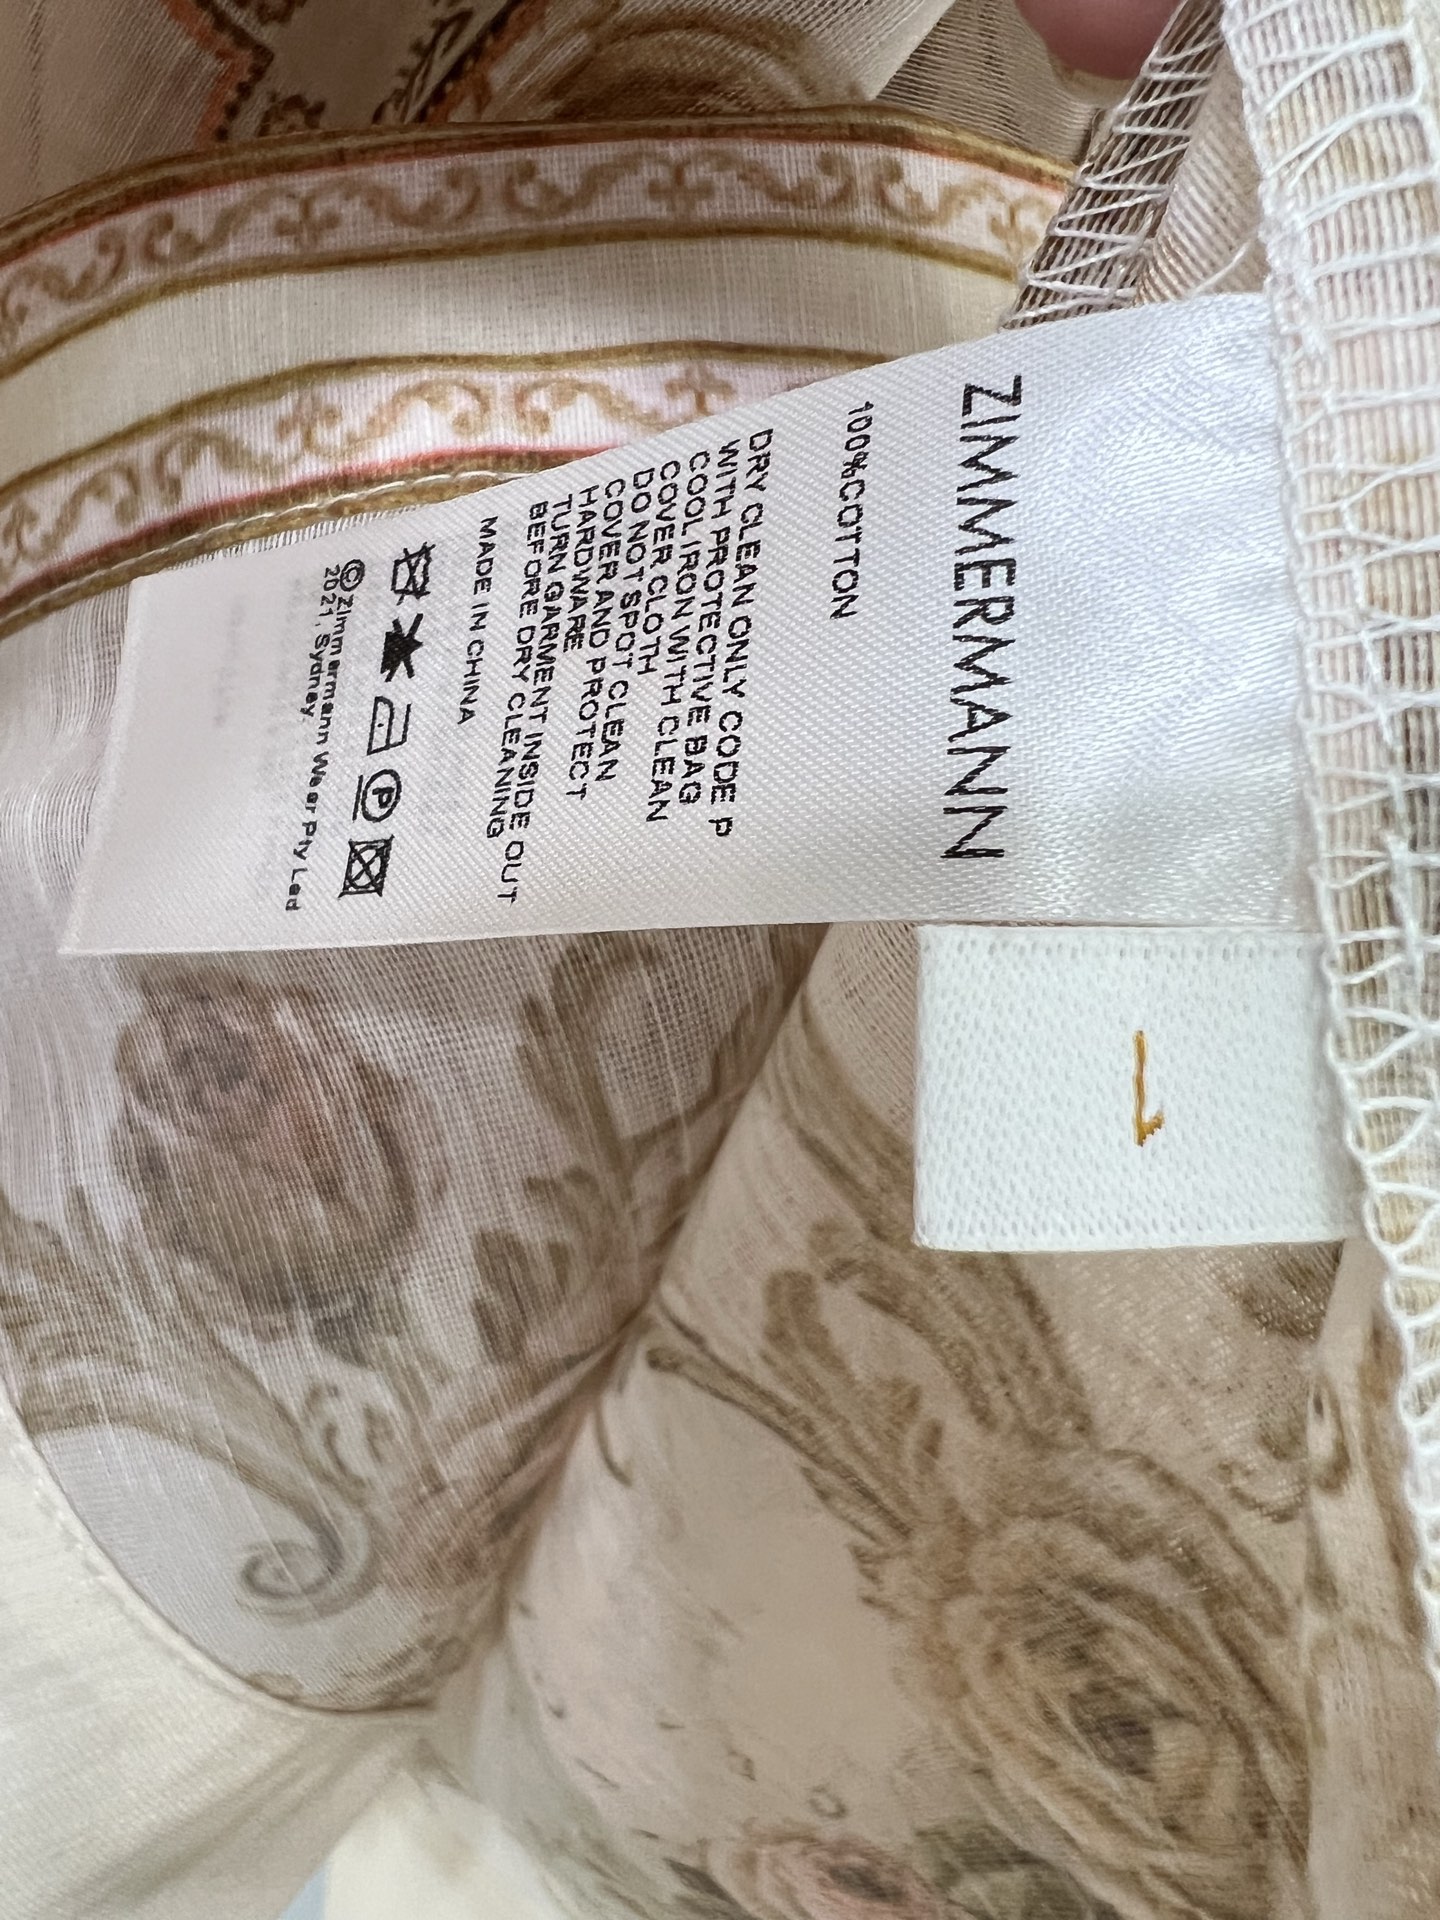 ZIMMERMANN
100%COTTON
DRY CLEAN ONLY CODE P
WITH PROTECTIVE BAG
COOL IRON WITH CLEAN
COVER CLOTH
DO NOT SPOT CLEAN
COVER AND PROTECT
HARDWARE
TURN GARMENT INSIDE OUT
BEFORE DRY CLEANING
MADE IN CHINA
P
©Zimmermann Wear Pty Led
2021, Sydney
1